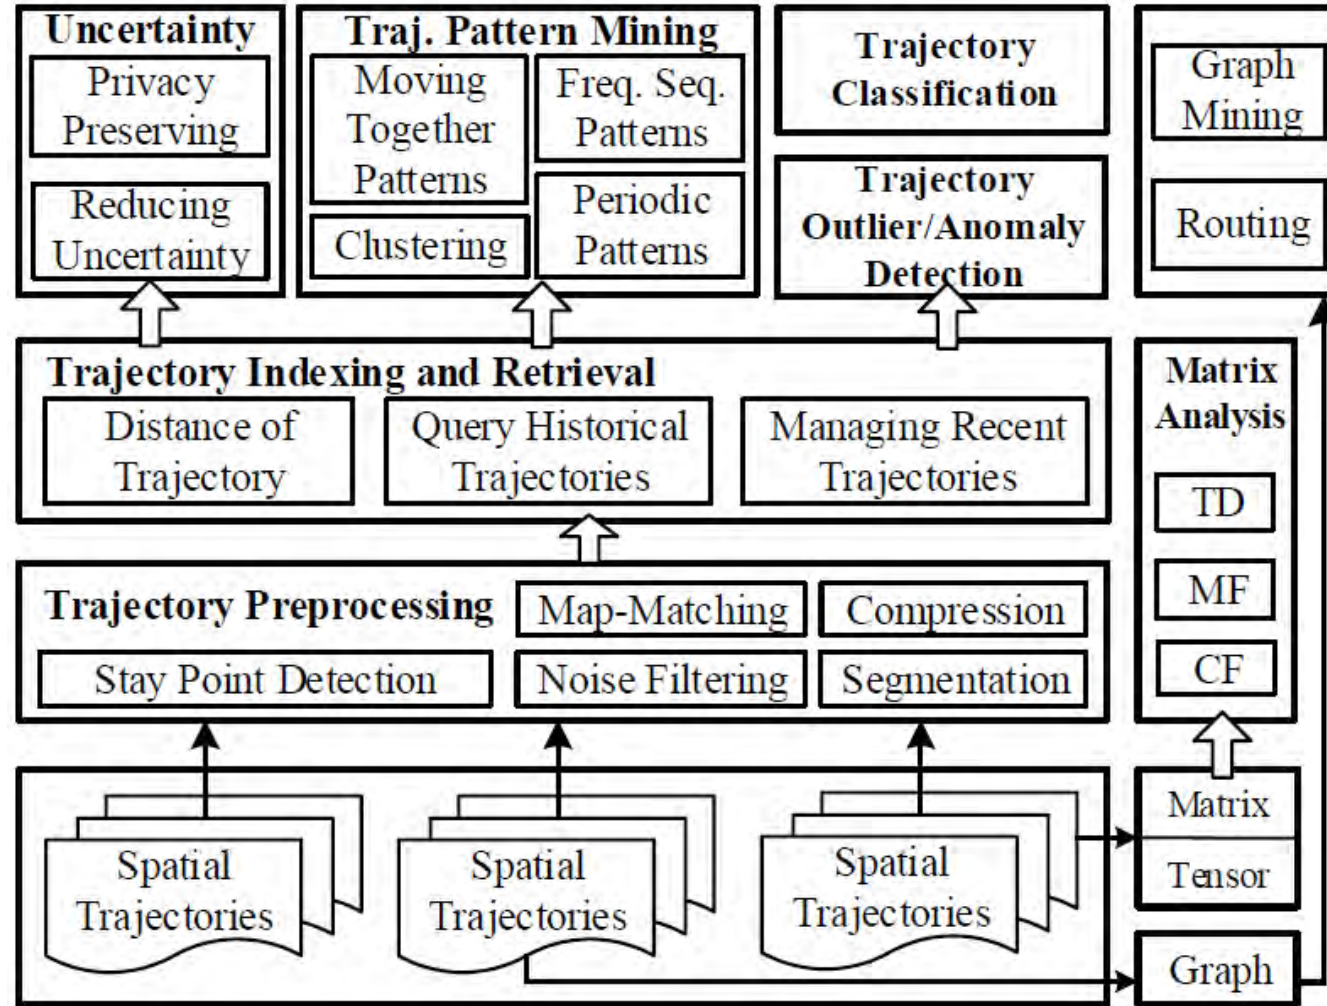 Uncertainty
Privacy
Preserving
Reducing
Uncertainty
Traj. Pattern Mining
Moving
Together
Patterns
Clustering
Freq. Seq.
Patterns
Periodic
Patterns
Trajectory
Classification
Trajectory
Outlier/Anomaly
Detection
Graph
Mining
Routing
Trajectory Indexing and Retrieval
Distance of
Trajectory
Query Historical
Trajectories
Managing Recent
Trajectories
Matrix
Analysis
TD
MF
CF
Trajectory Preprocessing
Map-Matching
Compression
Stay Point Detection
Noise Filtering
Segmentation
Spatial
Trajectories
Spatial
Trajectories
Spatial
Trajectories
Matrix
Tensor
Graph